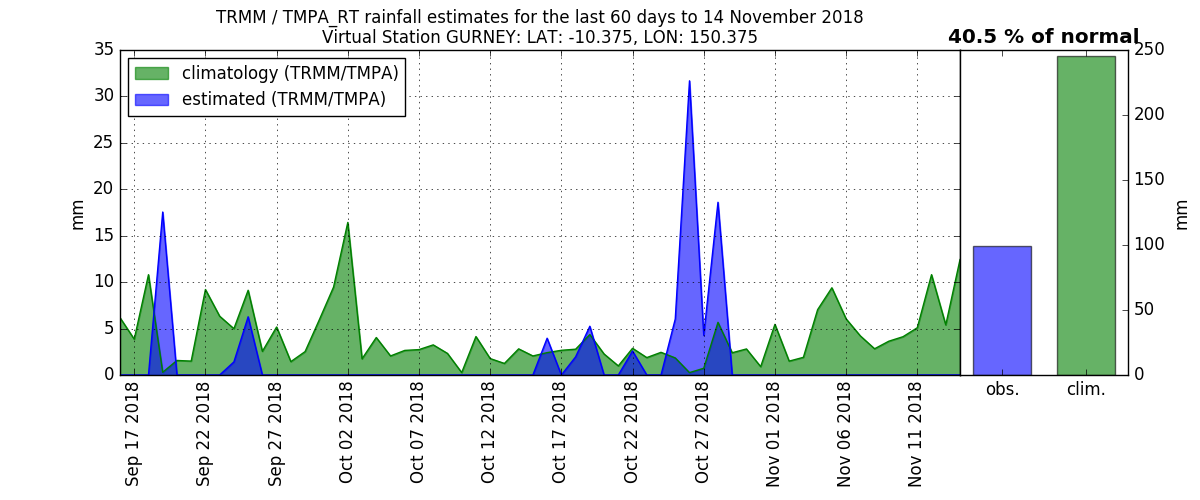 TRMM / TMPA_RT rainfall estimates for the last 60 days to 14 November 2018
Virtual Station GURNEY: LAT: -10.375, LON: 150.375
40.5 % of normal
climatology (TRMM/TMPA)
estimated (TRMM/TMPA)
35
30
25
20
15
10
5
0
mm
Sep 17 2018
Sep 22 2018
Sep 27 2018
Oct 02 2018
Oct 07 2018
Oct 12 2018
Oct 17 2018
Oct 22 2018
Oct 27 2018
Nov 01 2018
Nov 06 2018
Nov 11 2018
obs.
clim.
250
200
150
100
50
0
mm